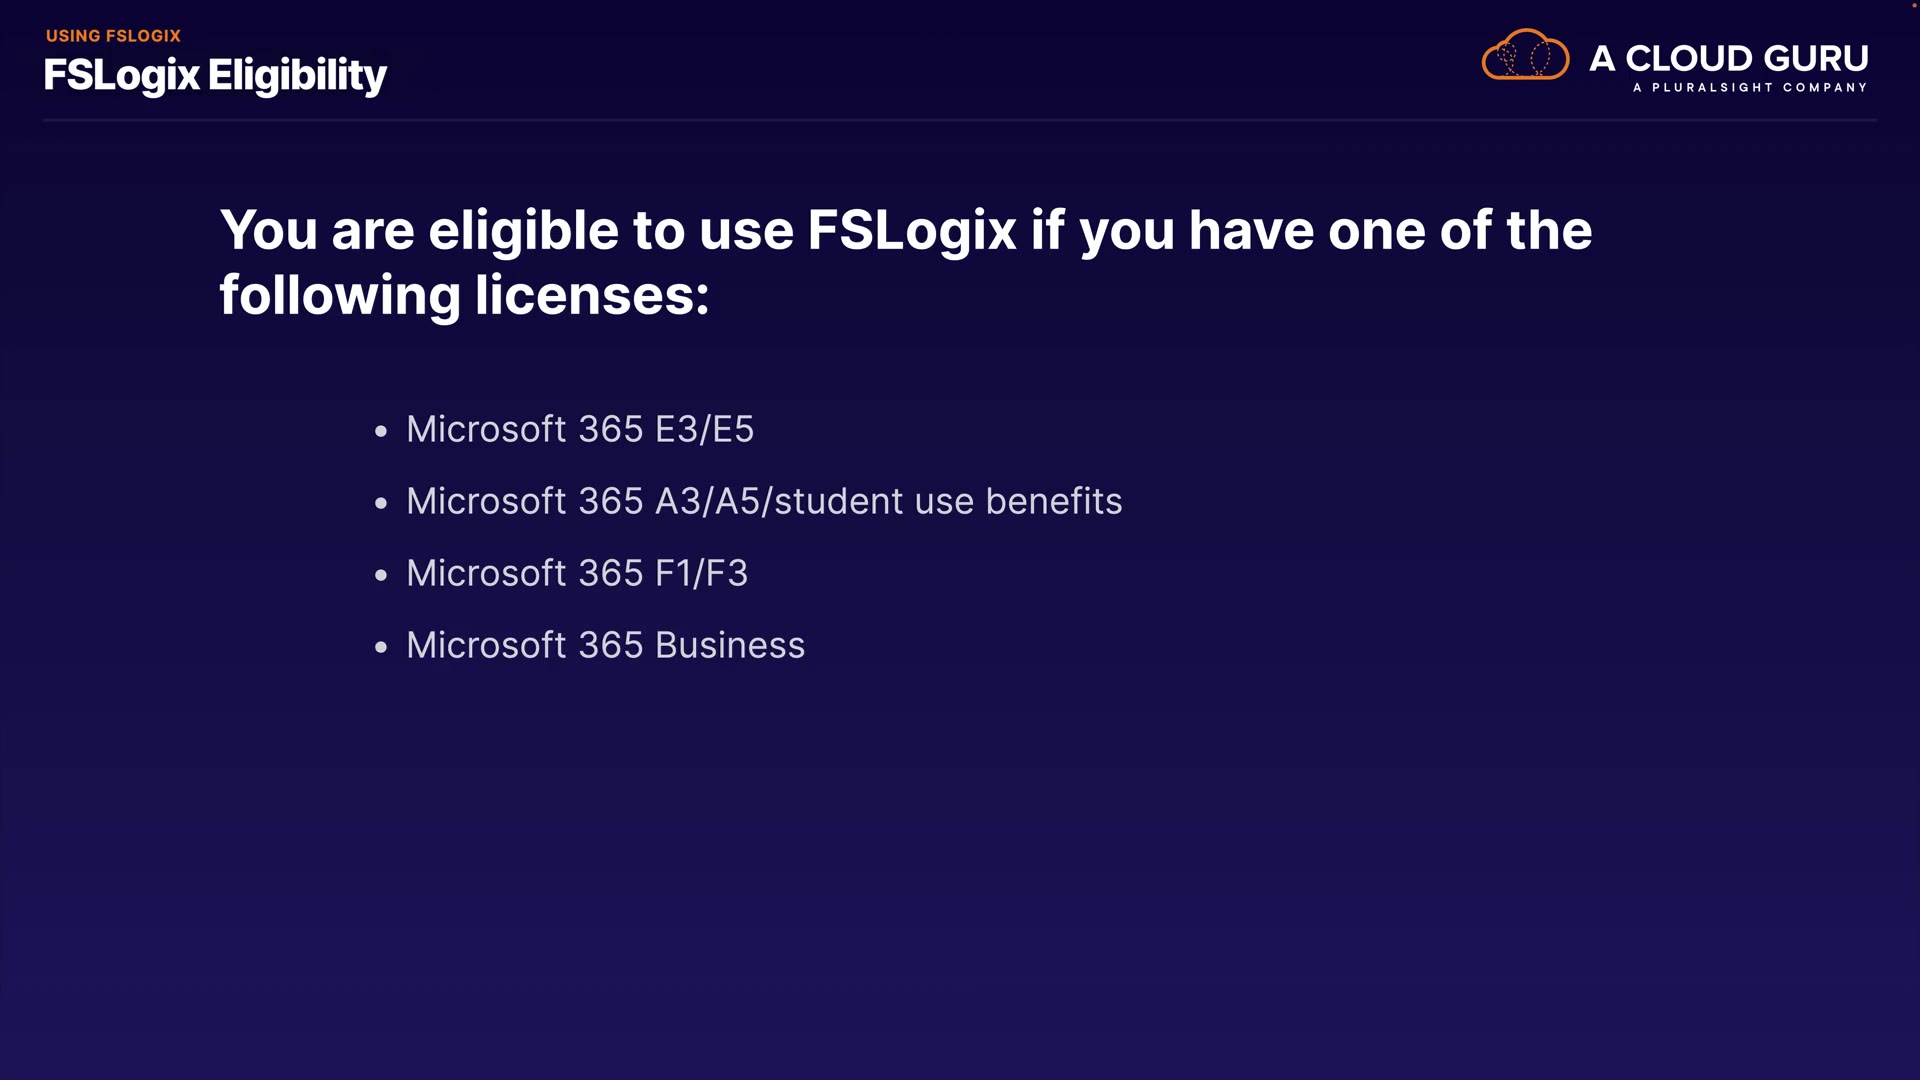 USING FSLOGIX
FSLogix Eligibility
A CLOUD GURU
A PLURALSIGHT COMPANY
You are eligible to use FSLogix if you have one of the
following licenses:
• Microsoft 365 E3/E5
• Microsoft 365 A3/A5/student use benefits
• Microsoft 365 F1/F3
• Microsoft 365 Business